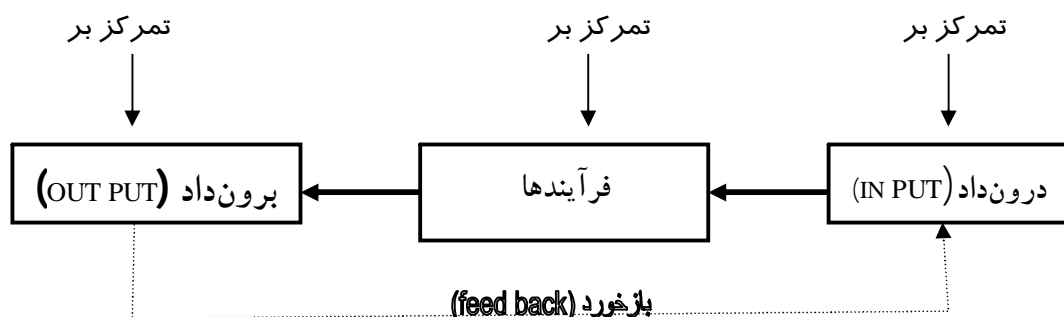 تمرکز بر
تمرکز بر
تمرکز بر
درون‌داد (IN PUT)
فرآیندها
برون‌داد (OUT PUT)
بازخورد (feed back)